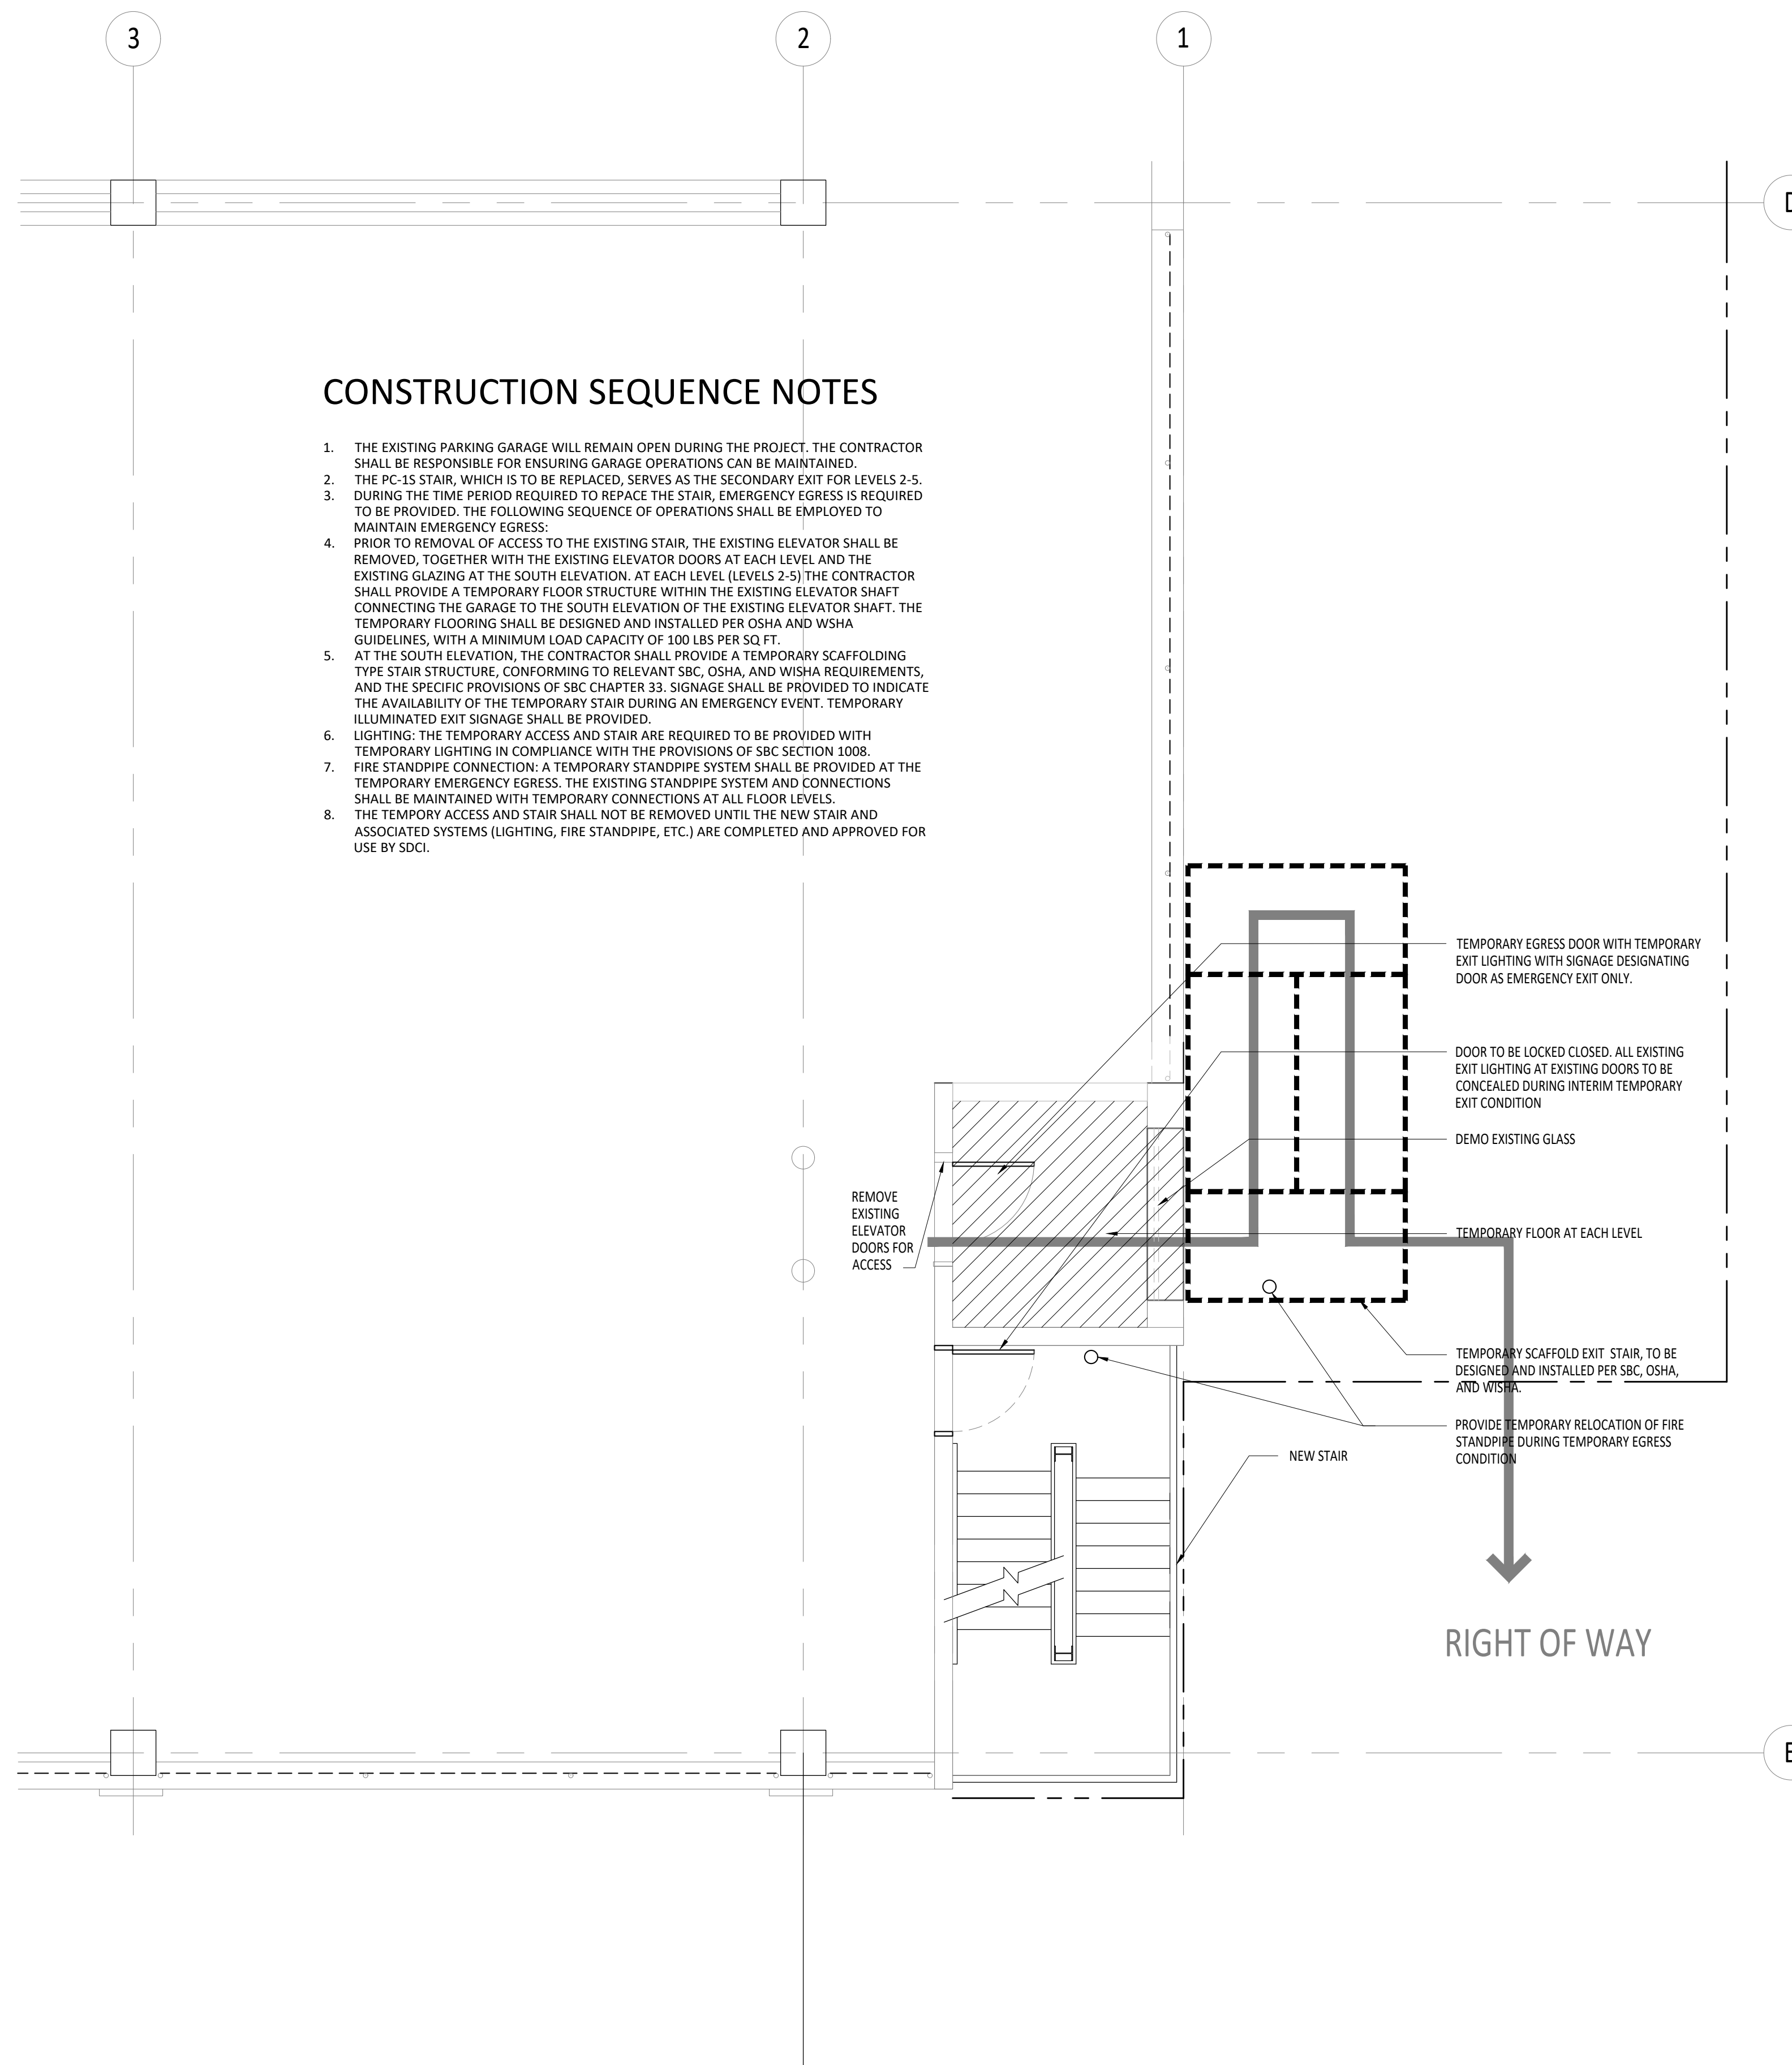 3
2
1
D
CONSTRUCTION SEQUENCE NOTES
1. THE EXISTING PARKING GARAGE WILL REMAIN OPEN DURING THE PROJECT. THE CONTRACTOR
SHALL BE RESPONSIBLE FOR ENSURING GARAGE OPERATIONS CAN BE MAINTAINED.
2. THE PC-1S STAIR, WHICH IS TO BE REPLACED, SERVES AS THE SECONDARY EXIT FOR LEVELS 2-5.
3. DURING THE TIME PERIOD REQUIRED TO REPACE THE STAIR, EMERGENCY EGRESS IS REQUIRED
TO BE PROVIDED. THE FOLLOWING SEQUENCE OF OPERATIONS SHALL BE EMPLOYED TO
MAINTAIN EMERGENCY EGRESS:
4. PRIOR TO REMOVAL OF ACCESS TO THE EXISTING STAIR, THE EXISTING ELEVATOR SHALL BE
REMOVED, TOGETHER WITH THE EXISTING ELEVATOR DOORS AT EACH LEVEL AND THE
EXISTING GLAZING AT THE SOUTH ELEVATION. AT EACH LEVEL (LEVELS 2-5) THE CONTRACTOR
SHALL PROVIDE A TEMPORARY FLOOR STRUCTURE WITHIN THE EXISTING ELEVATOR SHAFT
CONNECTING THE GARAGE TO THE SOUTH ELEVATION OF THE EXISTING ELEVATOR SHAFT. THE
TEMPORARY FLOORING SHALL BE DESIGNED AND INSTALLED PER OSHA AND WSHA
GUIDELINES, WITH A MINIMUM LOAD CAPACITY OF 100 LBS PER SQ FT.
5. AT THE SOUTH ELEVATION, THE CONTRACTOR SHALL PROVIDE A TEMPORARY SCAFFOLDING
TYPE STAIR STRUCTURE, CONFORMING TO RELEVANT SBC, OSHA, AND WISHA REQUIREMENTS,
AND THE SPECIFIC PROVISIONS OF SBC CHAPTER 33. SIGNAGE SHALL BE PROVIDED TO INDICATE
THE AVAILABILITY OF THE TEMPORARY STAIR DURING AN EMERGENCY EVENT. TEMPORARY
ILLUMINATED EXIT SIGNAGE SHALL BE PROVIDED.
6. LIGHTING: THE TEMPORARY ACCESS AND STAIR ARE REQUIRED TO BE PROVIDED WITH
TEMPORARY LIGHTING IN COMPLIANCE WITH THE PROVISIONS OF SBC SECTION 1008.
7. FIRE STANDPIPE CONNECTION: A TEMPORARY STANDPIPE SYSTEM SHALL BE PROVIDED AT THE
TEMPORARY EMERGENCY EGRESS. THE EXISTING STANDPIPE SYSTEM AND CONNECTIONS
SHALL BE MAINTAINED WITH TEMPORARY CONNECTIONS AT ALL FLOOR LEVELS.
8. THE TEMPORY ACCESS AND STAIR SHALL NOT BE REMOVED UNTIL THE NEW STAIR AND
ASSOCIATED SYSTEMS (LIGHTING, FIRE STANDPIPE, ETC.) ARE COMPLETED AND APPROVED FOR
USE BY SDCI.
TEMPORARY EGRESS DOOR WITH TEMPORARY
EXIT LIGHTING WITH SIGNAGE DESIGNATING
DOOR AS EMERGENCY EXIT ONLY.
DOOR TO BE LOCKED CLOSED. ALL EXISTING
EXIT LIGHTING AT EXISTING DOORS TO BE
CONCEALED DURING INTERIM TEMPORARY
EXIT CONDITION
DEMO EXISTING GLASS
REMOVE
EXISTING
ELEVATOR
DOORS FOR
ACCESS
TEMPORARY FLOOR AT EACH LEVEL
TEMPORARY SCAFFOLD EXIT STAIR, TO BE
DESIGNED AND INSTALLED PER SBC, OSHA,
AND WISHA.
PROVIDE TEMPORARY RELOCATION OF FIRE
STANDPIPE DURING TEMPORARY EGRESS
CONDITION
NEW STAIR
RIGHT OF WAY